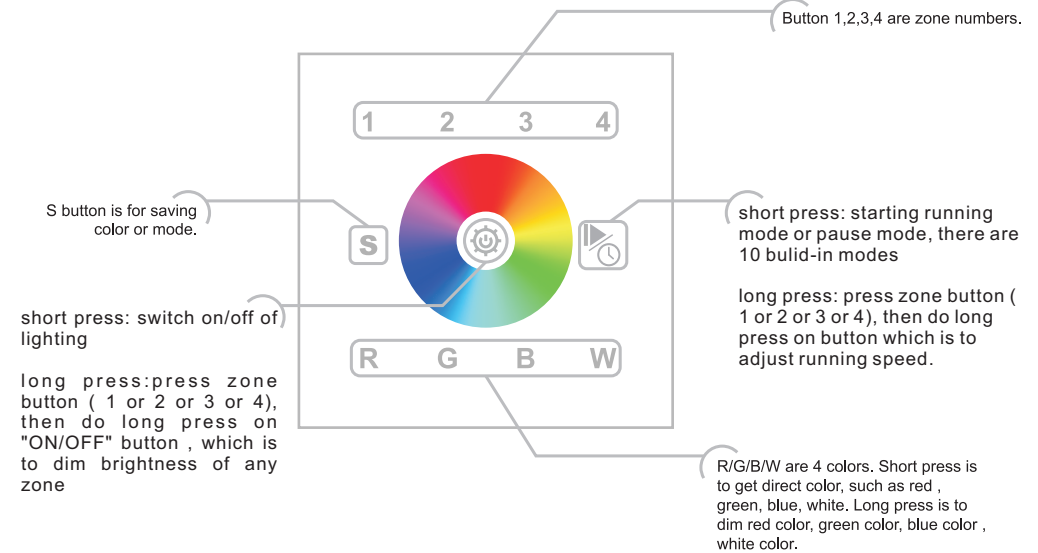 Button 1,2,3,4 are zone numbers.
1 2 3 4
S button is for saving
color or mode.
S
short press: starting running
mode or pause mode, there are
10 bulid-in modes
long press: press zone button (
1 or 2 or 3 or 4), then do long
press on button which is to
adjust running speed.
short press: switch on/off of
lighting
long press:press zone
button ( 1 or 2 or 3 or 4),
then do long press on
"ON/OFF" button , which is
to dim brightness of any
zone
R G B W
R/G/B/W are 4 colors. Short press is
to get direct color, such as red ,
green, blue, white. Long press is to
dim red color, green color, blue color ,
white color.